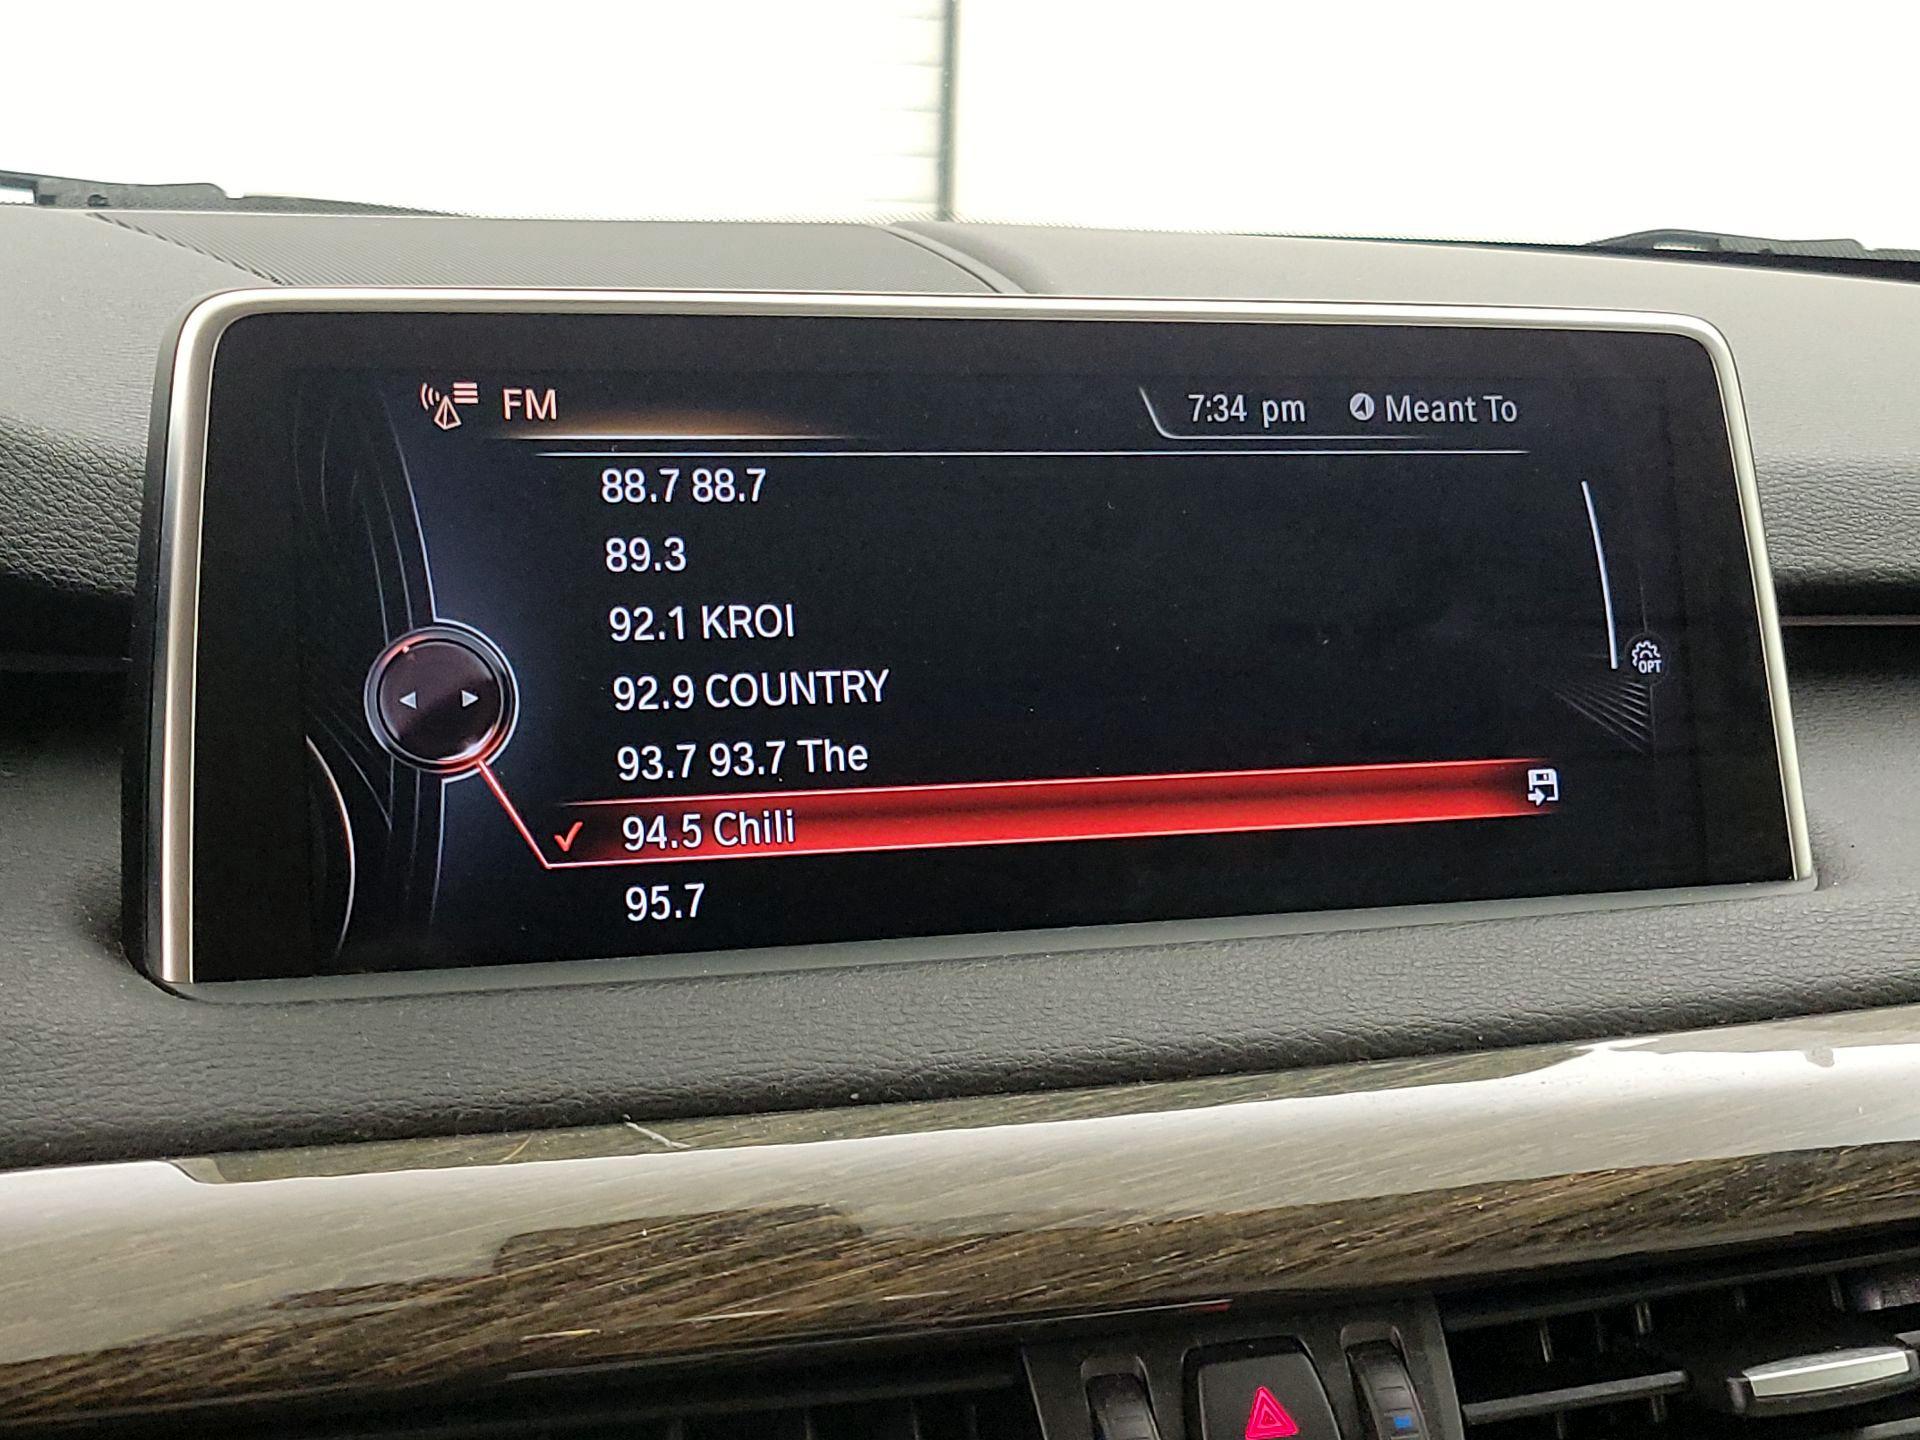 FM
7:34 pm Meant To
88.7 88.7
89.3
92.1 KROI
92.9 COUNTRY
93.7 93.7 The
94.5 Chili
95.7
OPT